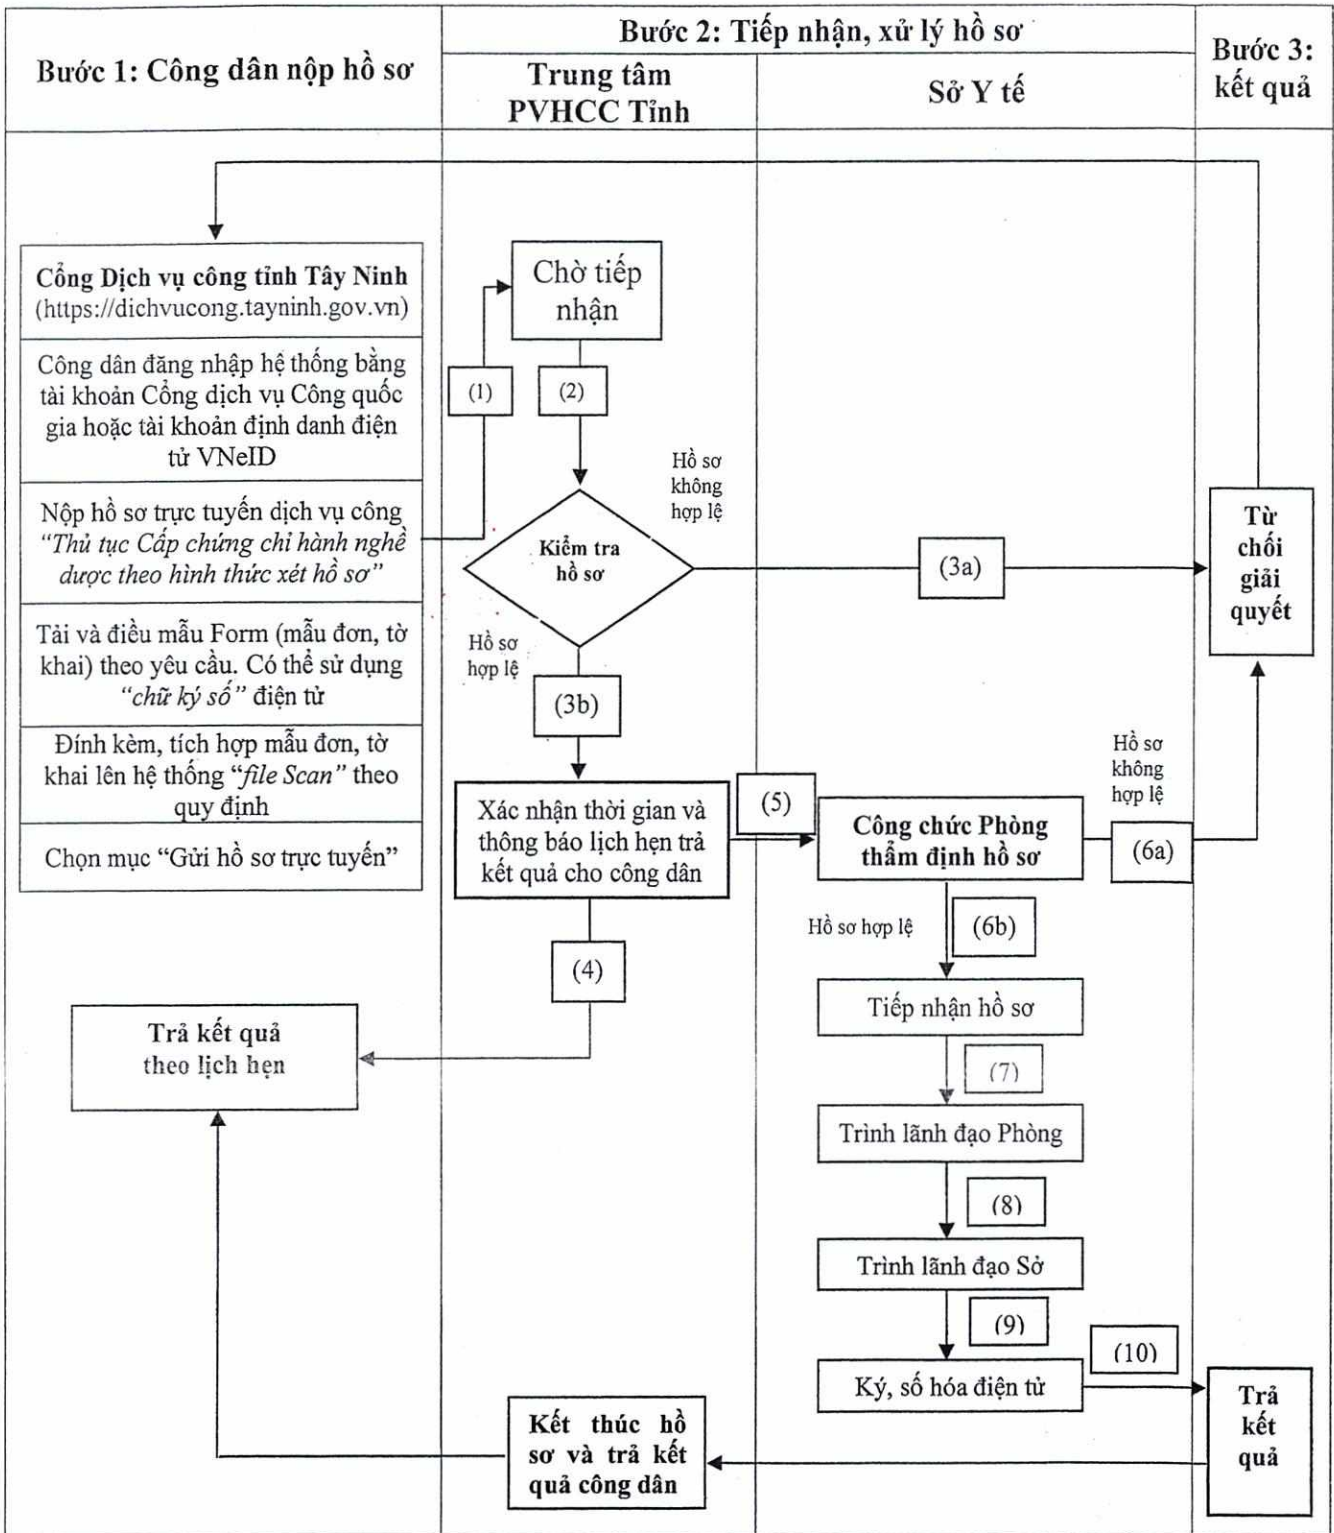 Bước 1: Công dân nộp hồ sơ
Bước 2: Tiếp nhận, xử lý hồ sơ
Trung tâm
PVHCC Tỉnh
Sở Y tế
Bước 3:
kết quả
Cổng Dịch vụ công tỉnh Tây Ninh
(https://dichvucong.tayninh.gov.vn)
Công dân đăng nhập hệ thống bằng
tài khoản Cổng dịch vụ Công quốc
gia hoặc tài khoản định danh điện
tử VNeID
Nộp hồ sơ trực tuyến dịch vụ công
“Thủ tục Cấp chứng chỉ hành nghề
dược theo hình thức xét hồ sơ”
Tải và điều mẫu Form (mẫu đơn, tờ
khai) theo yêu cầu. Có thể sử dụng
“chữ ký số” điện tử
Đính kèm, tích hợp mẫu đơn, tờ
khai lên hệ thống “file Scan” theo
quy định
Chọn mục “Gửi hồ sơ trực tuyến”
Chờ tiếp
nhận
(1)
(2)
Kiểm tra
hồ sơ
Hồ sơ
không
hợp lệ
(3a)
Từ
chối
giải
quyết
Hồ sơ
hợp lệ
(3b)
Xác nhận thời gian và
thông báo lịch hẹn trả
kết quả cho công dân
(5)
Công chức Phòng
thẩm định hồ sơ
Hồ sơ
không
hợp lệ
(6a)
(4)
Hồ sơ hợp lệ
(6b)
Tiếp nhận hồ sơ
Trả kết quả
theo lịch hẹn
(7)
Trình lãnh đạo Phòng
(8)
Trình lãnh đạo Sở
(9)
(10)
Ký, số hóa điện tử
Trả
kết
quả
Kết thúc hồ
sơ và trả kết
quả công dân